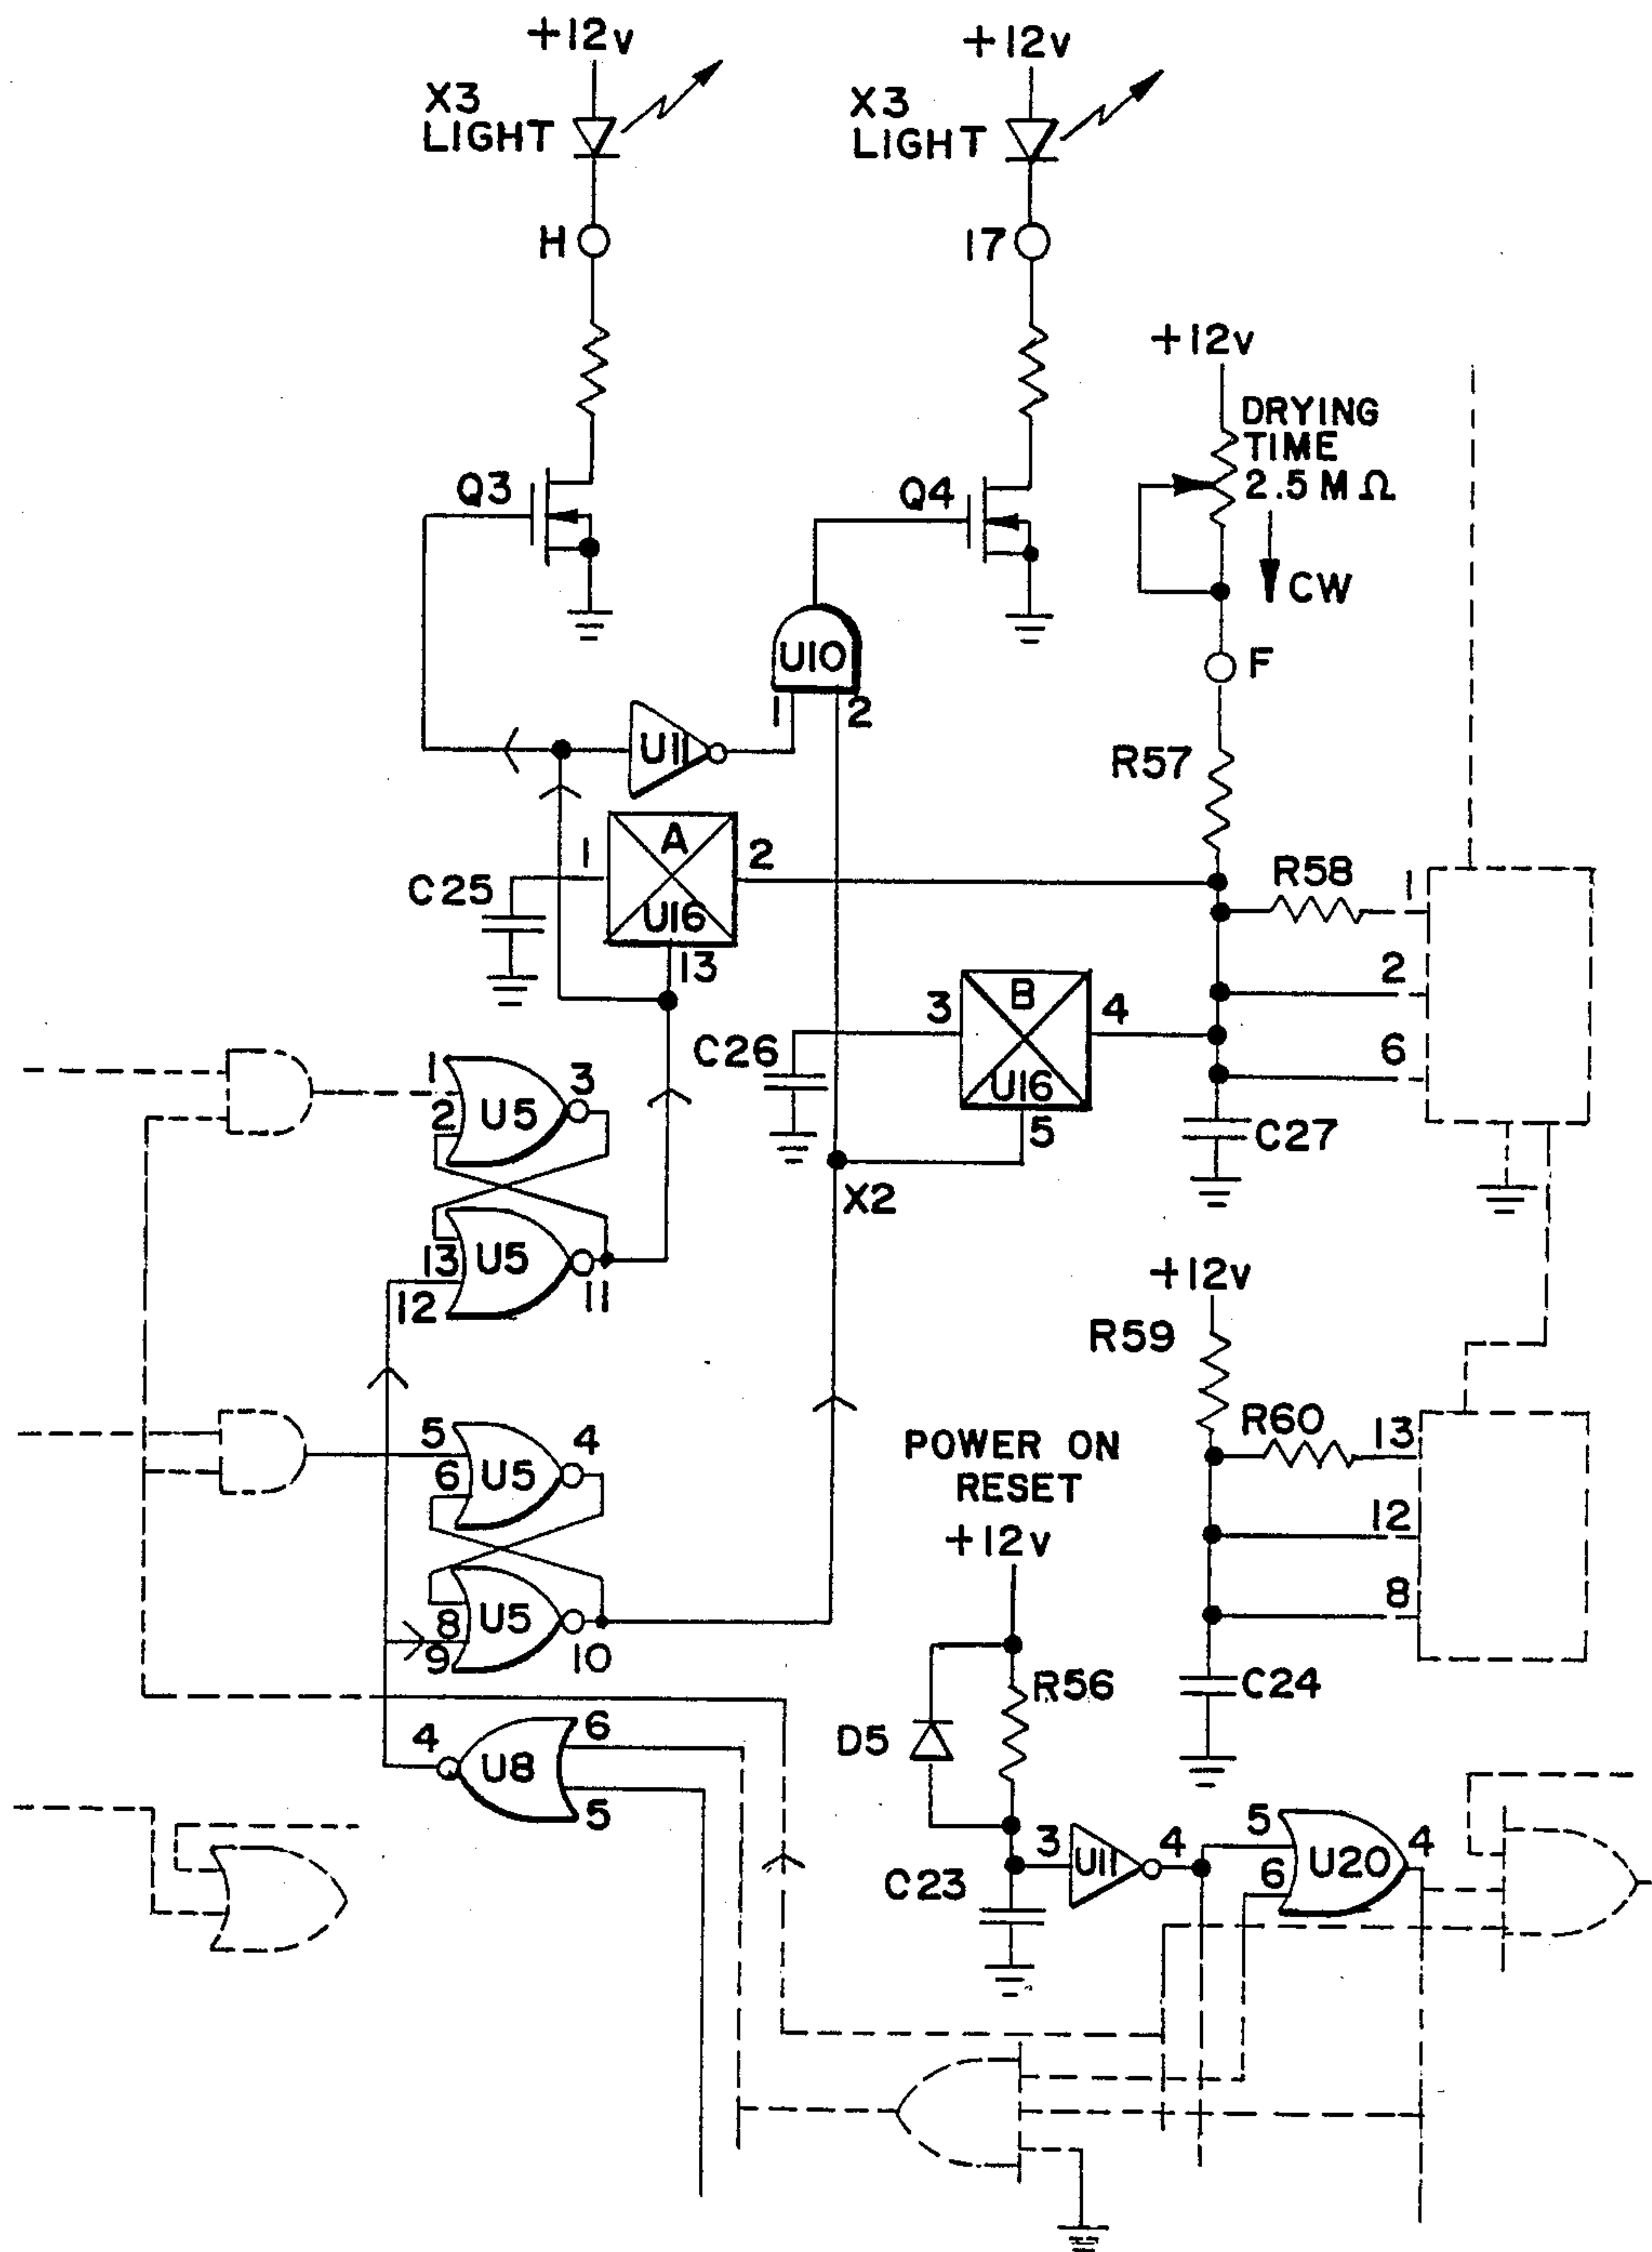 +12v
+12v
X3
LIGHT
X3
LIGHT
H
17
+12v
DRYING
TIME
2.5 M Ω
CW
Q3
Q4
U10
1
2
F
U11
R57
A
U16
1
2
13
C25
R58
1
2
6
B
U16
3
4
5
C26
C27
X2
1
2
U5
3
13
12
U5
11
+12v
R59
R60
13
12
8
C24
5
6
U5
4
8
9
U5
10
POWER ON
RESET
+12v
R56
D5
4
U8
6
5
C23
3
U11
4
5
6
U20
4